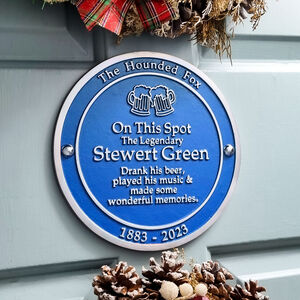 The Hounded Fox
On This Spot
The Legendary
Stewert Green
Drank his beer,
played his music &
made some
wonderful memories.
1883 - 2023